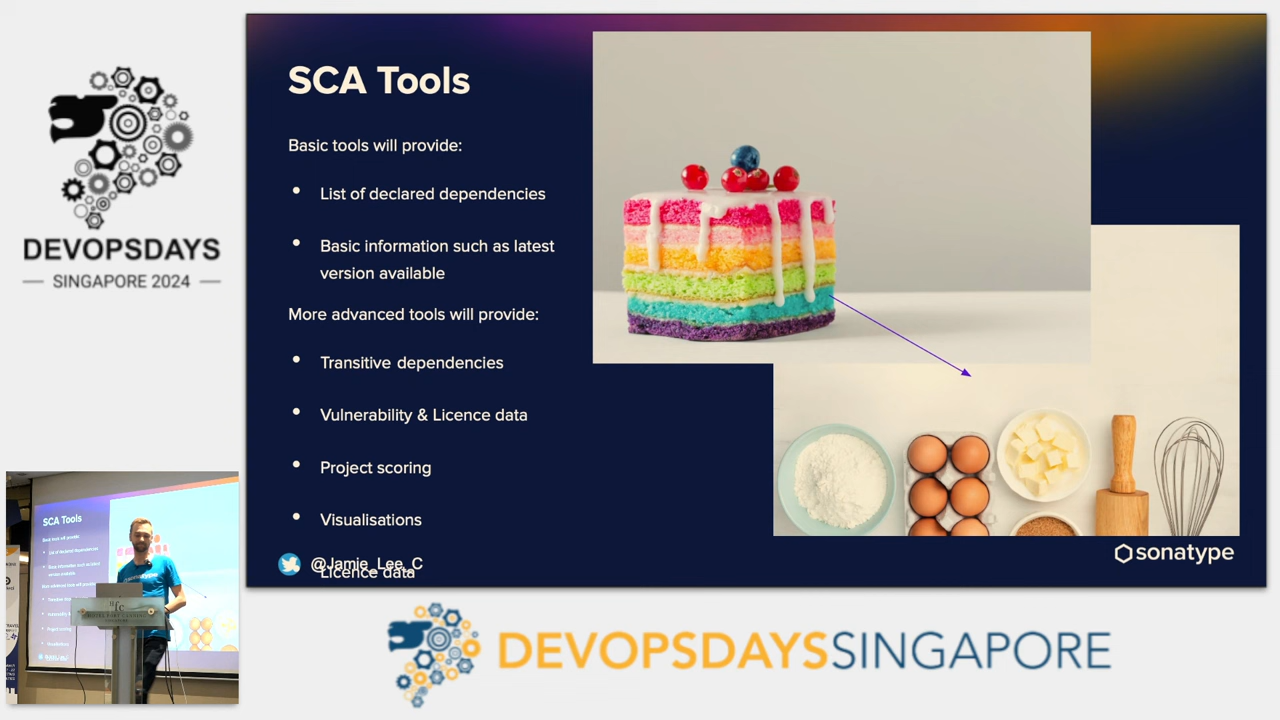 DEVOPSDAYS
SINGAPORE 2024
SCA Tools
Basic tools will provide:
• List of declared dependencies
• Basic information such as latest
version available
More advanced tools will provide:
• Transitive dependencies
• Vulnerability & Licence data
• Project scoring
• Visualisations
@Jamie_Lee_C
Licence data
sonatype
SCA Tools
DEVOPSDAYSSINGAPORE